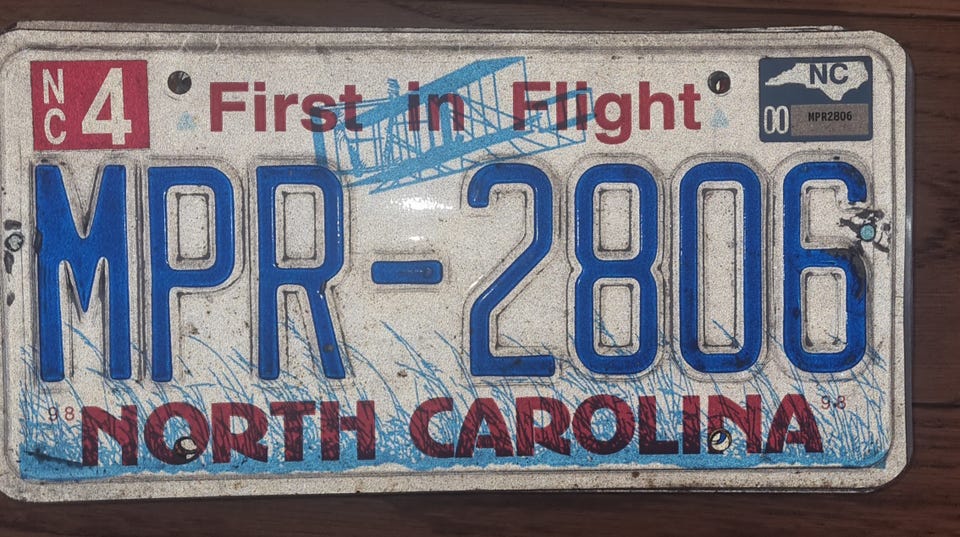 NC 4 First in Flight NC
00 MPR2806
MPR-2806
98 98
NORTH CAROLINA